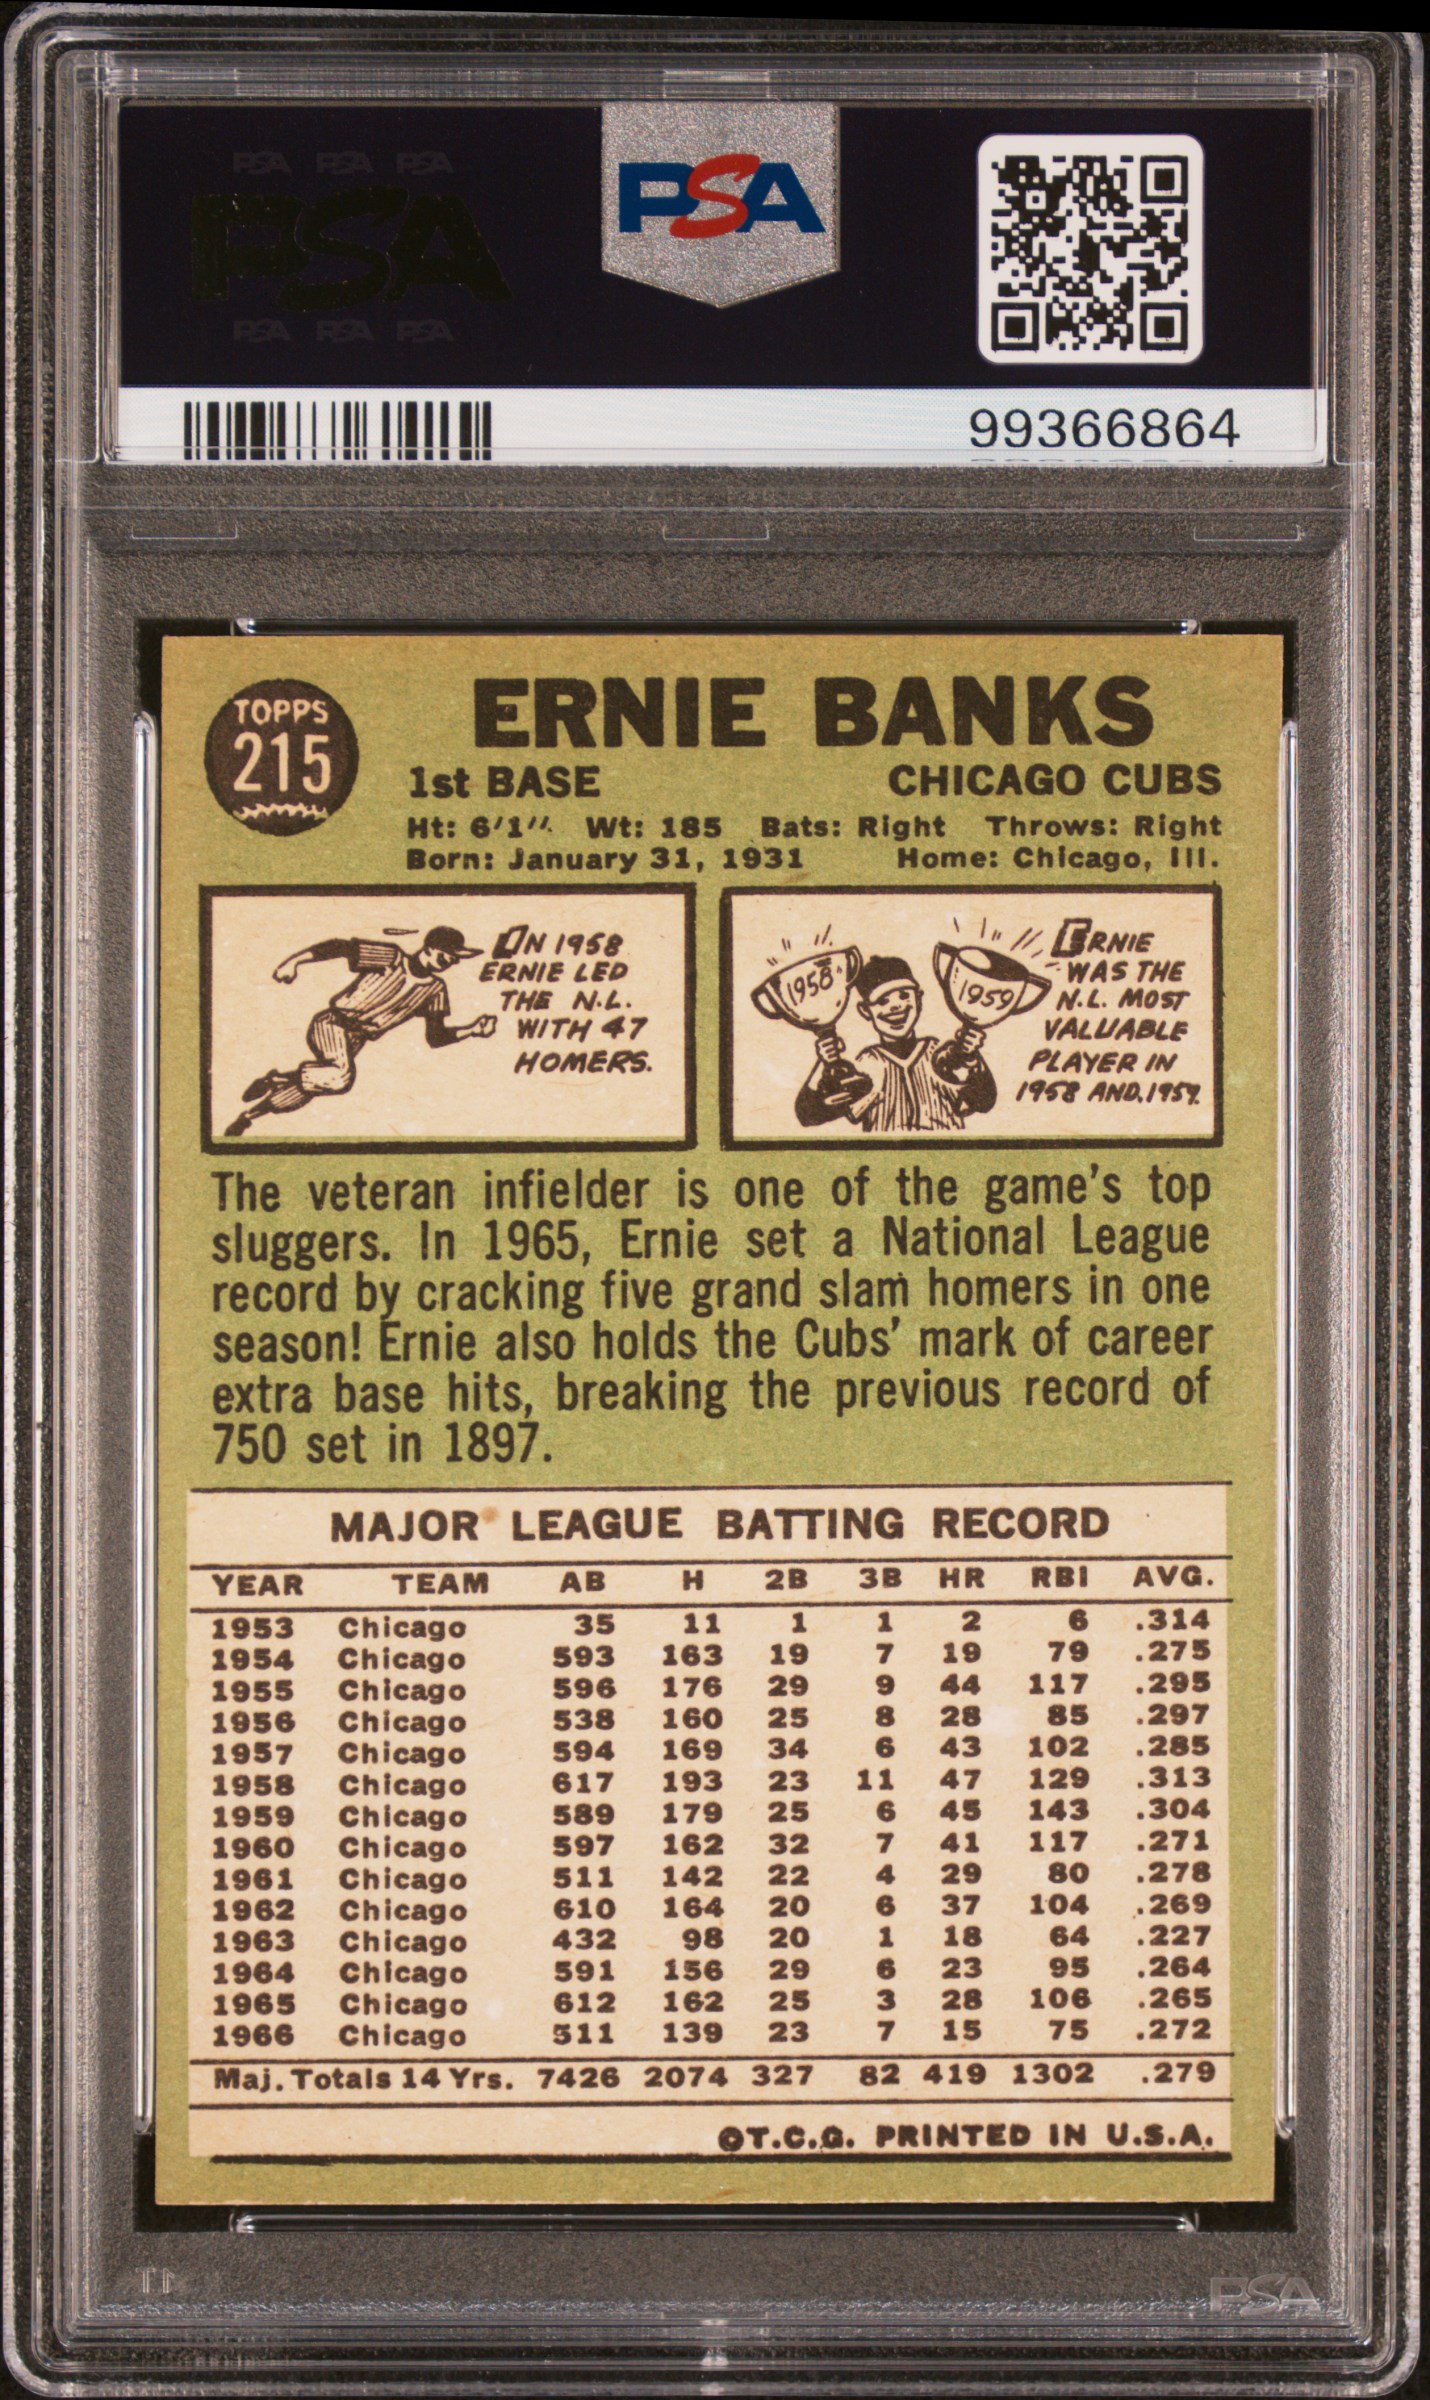 PSA PSA PSA
PSA
PSA PSA PSA
PSA
99366864
TOPPS
215
ERNIE BANKS
1st BASE CHICAGO CUBS
Ht: 6'1" Wt: 185 Bats: Right Throws: Right
Born: January 31, 1931 Home: Chicago, Ill.
IN 1958
ERNIE LED
THE N.L.
WITH 47
HOMERS.
1958
1959
ERNIE
WAS THE
N.L. MOST
VALUABLE
PLAYER IN
1958 AND 1959.
The veteran infielder is one of the game's top
sluggers. In 1965, Ernie set a National League
record by cracking five grand slam homers in one
season! Ernie also holds the Cubs' mark of career
extra base hits, breaking the previous record of
750 set in 1897.
MAJOR LEAGUE BATTING RECORD
YEAR TEAM AB H 2B 3B HR RBI AVG.
1953 Chicago 35 11 1 1 2 6 .314
1954 Chicago 593 163 19 7 19 79 .275
1955 Chicago 596 176 29 9 44 117 .295
1956 Chicago 538 160 25 8 28 85 .297
1957 Chicago 594 169 34 6 43 102 .285
1958 Chicago 617 193 23 11 47 129 .313
1959 Chicago 589 179 25 6 45 143 .304
1960 Chicago 597 162 32 7 41 117 .271
1961 Chicago 511 142 22 4 29 80 .278
1962 Chicago 610 164 20 6 37 104 .269
1963 Chicago 432 98 20 1 18 64 .227
1964 Chicago 591 156 29 6 23 95 .264
1965 Chicago 612 162 25 3 28 106 .265
1966 Chicago 511 139 23 7 15 75 .272
Maj. Totals 14 Yrs. 7426 2074 327 82 419 1302 .279
©T.C.G. PRINTED IN U.S.A.
PSA